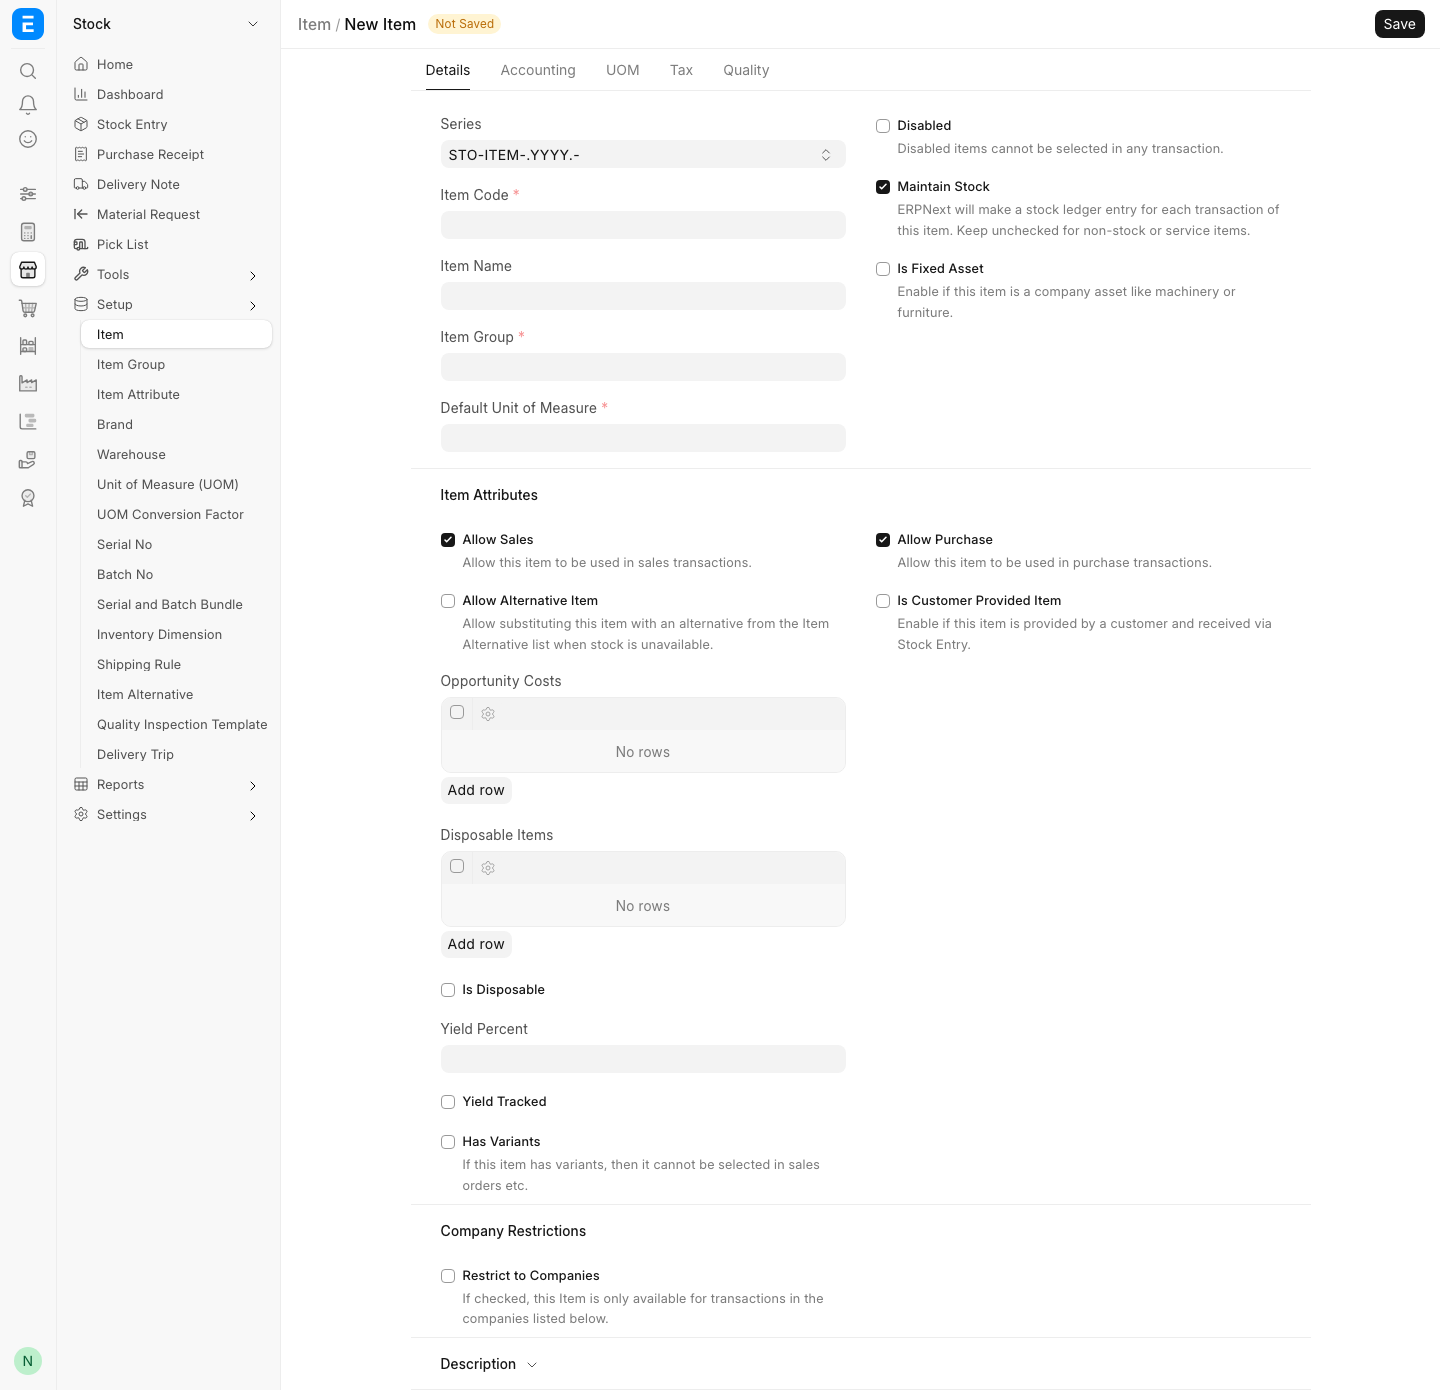 Stock
Home
Dashboard
Stock Entry
Purchase Receipt
Delivery Note
Material Request
Pick List
Tools
Setup
Item
Item Group
Item Attribute
Brand
Warehouse
Unit of Measure (UOM)
UOM Conversion Factor
Serial No
Batch No
Serial and Batch Bundle
Inventory Dimension
Shipping Rule
Item Alternative
Quality Inspection Template
Delivery Trip
Reports
Settings
N
Item / New Item Not Saved
Save
Details Accounting UOM Tax Quality
Series
STO-ITEM-.YYYY.-
Item Code *
Item Name
Item Group *
Default Unit of Measure *
Disabled
Disabled items cannot be selected in any transaction.
Maintain Stock
ERPNext will make a stock ledger entry for each transaction of
this item. Keep unchecked for non-stock or service items.
Is Fixed Asset
Enable if this item is a company asset like machinery or
furniture.
Item Attributes
Allow Sales
Allow this item to be used in sales transactions.
Allow Alternative Item
Allow substituting this item with an alternative from the Item
Alternative list when stock is unavailable.
Allow Purchase
Allow this item to be used in purchase transactions.
Is Customer Provided Item
Enable if this item is provided by a customer and received via
Stock Entry.
Opportunity Costs
No rows
Add row
Disposable Items
No rows
Add row
Is Disposable
Yield Percent
Yield Tracked
Has Variants
If this item has variants, then it cannot be selected in sales
orders etc.
Company Restrictions
Restrict to Companies
If checked, this Item is only available for transactions in the
companies listed below.
Description